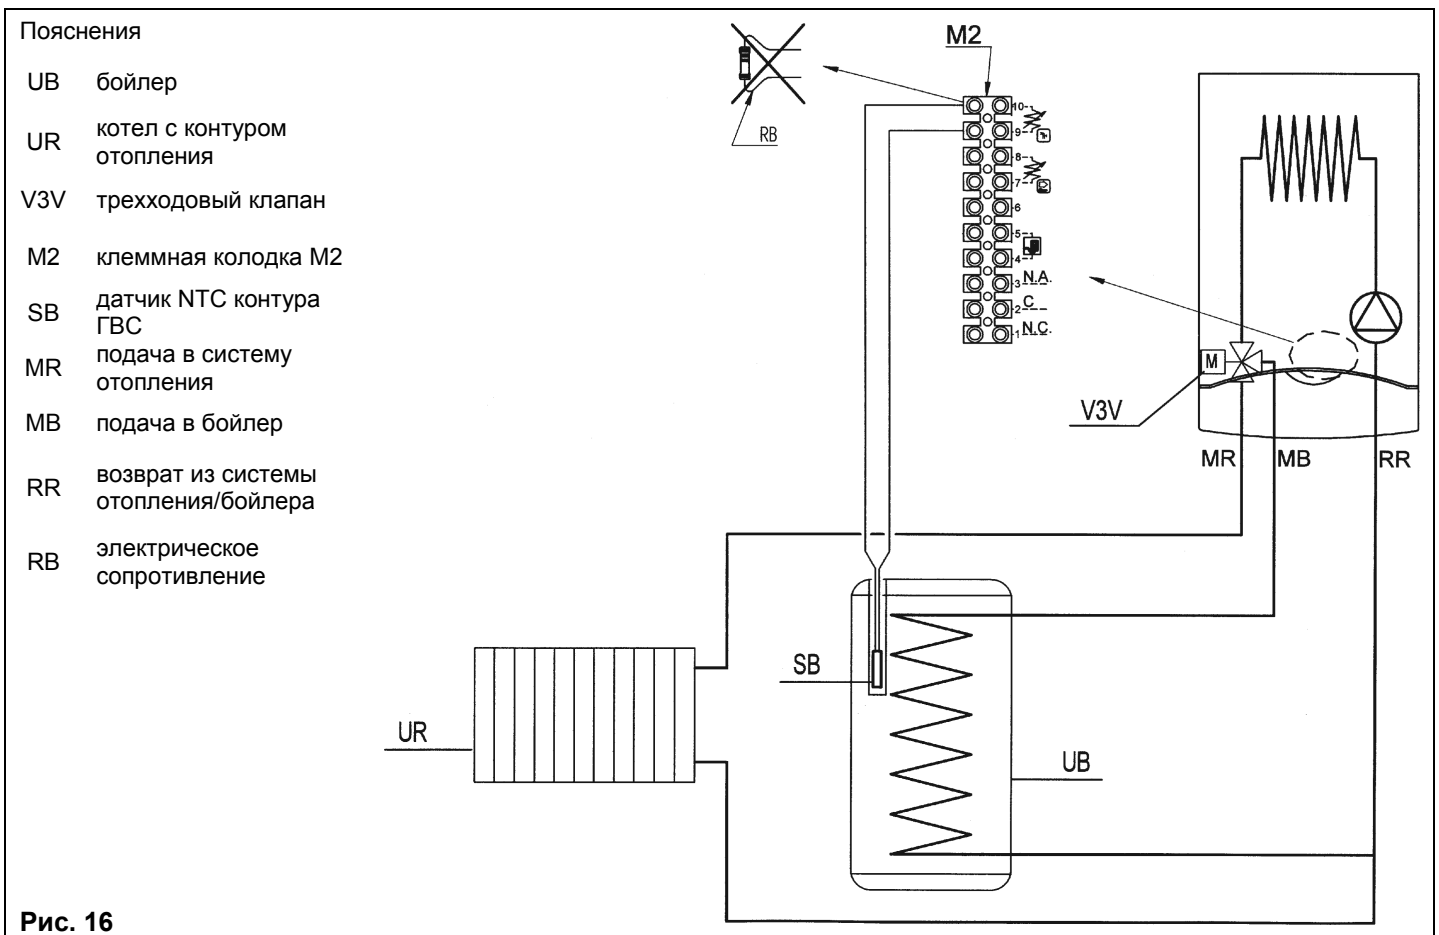 Пояснения
UB бойлер
UR котел с контуром
отопления
V3V трехходовый клапан
M2 клеммная колодка M2
SB датчик NTC контура
ГВС
MR подача в систему
отопления
MB подача в бойлер
RR возврат из системы
отопления/бойлера
RB электрическое
сопротивление
RB
M2
10
9
8
7
6
5
4
3 N.A.
2 C
1 N.C.
M
V3V
MR MB RR
SB
UR
UB
Рис. 16